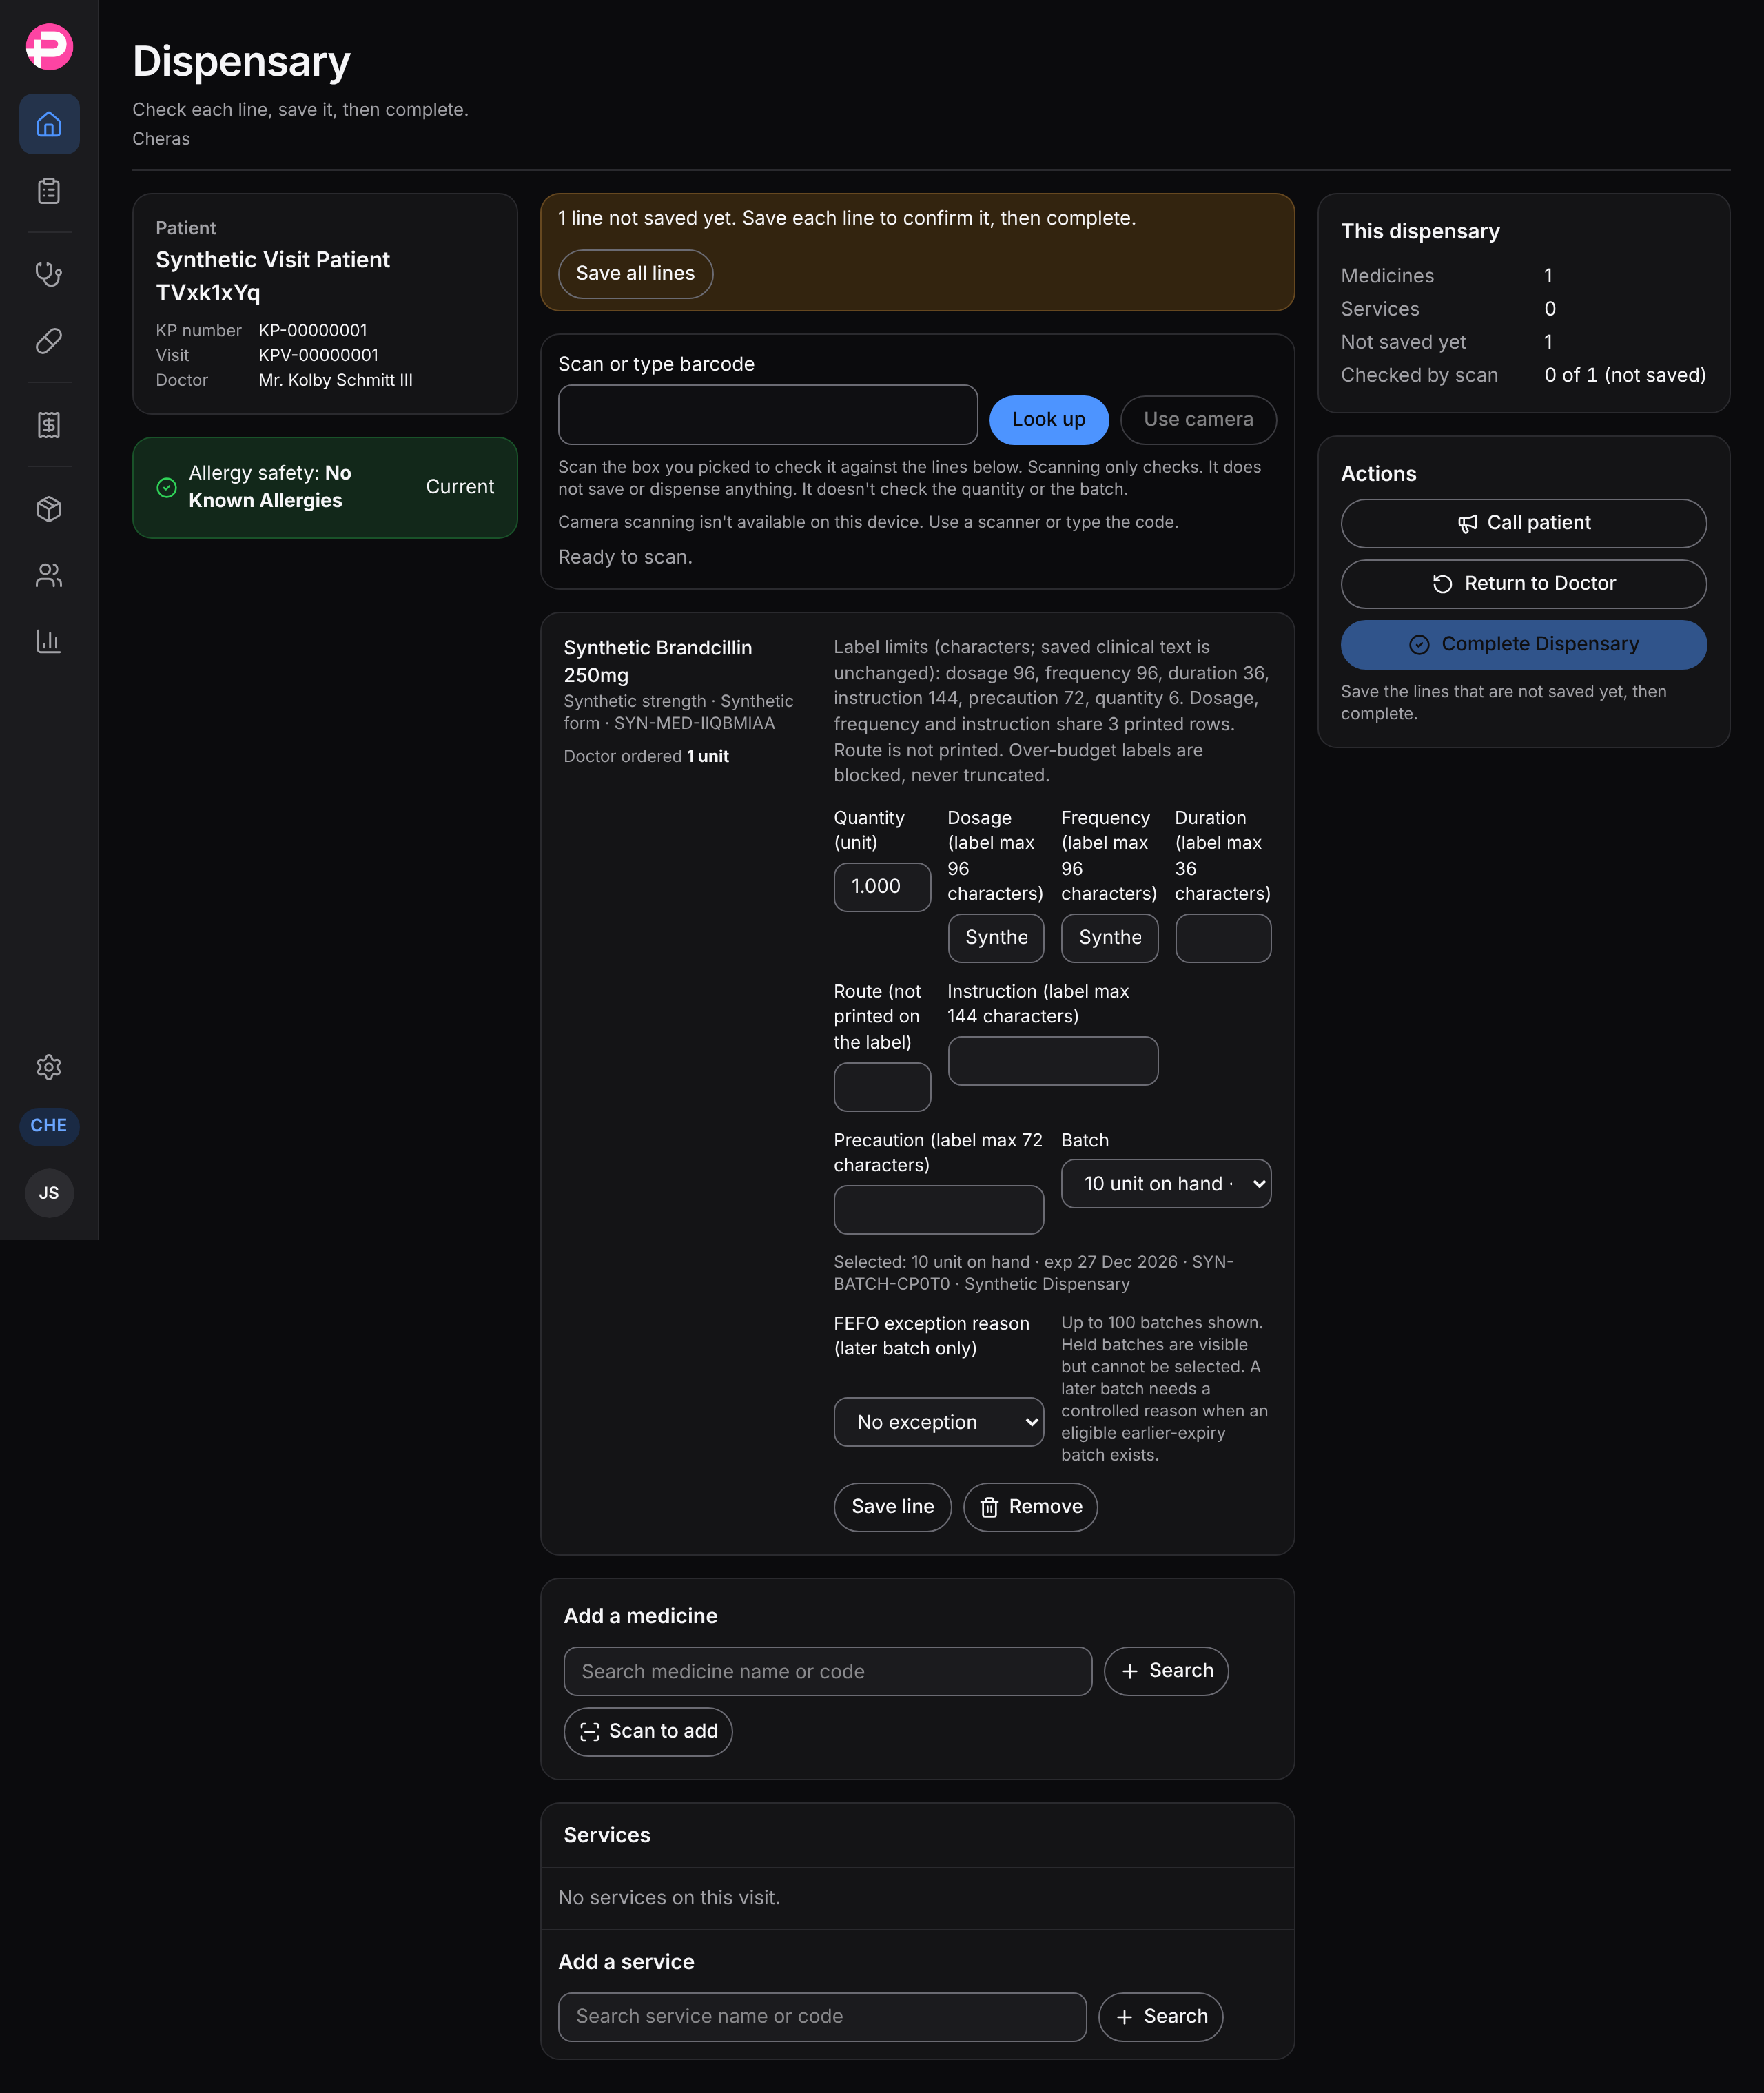 Dispensary
Check each line, save it, then complete.
Cheras
Patient
Synthetic Visit Patient
TVxk1xYq
KP number KP-00000001
Visit KPV-00000001
Doctor Mr. Kolby Schmitt III
Allergy safety: No
Known Allergies
Current
1 line not saved yet. Save each line to confirm it, then complete.
Save all lines
Scan or type barcode
Look up
Use camera
Scan the box you picked to check it against the lines below. Scanning only checks. It does
not save or dispense anything. It doesn't check the quantity or the batch.
Camera scanning isn't available on this device. Use a scanner or type the code.
Ready to scan.
Synthetic Brandcillin
250mg
Synthetic strength · Synthetic
form · SYN-MED-IIQBMIAA
Doctor ordered 1 unit
Label limits (characters; saved clinical text is
unchanged): dosage 96, frequency 96, duration 36,
instruction 144, precaution 72, quantity 6. Dosage,
frequency and instruction share 3 printed rows.
Route is not printed. Over-budget labels are
blocked, never truncated.
Quantity
(unit)
1.000
Dosage
(label max
96
characters)
Synthe
Frequency
(label max
96
characters)
Synthe
Duration
(label max
36
characters)
Route (not
printed on
the label)
Instruction (label max
144 characters)
Precaution (label max 72
characters)
Batch
10 unit on hand ·
Selected: 10 unit on hand · exp 27 Dec 2026 · SYN-
BATCH-CP0T0 · Synthetic Dispensary
FEFO exception reason
(later batch only)
No exception
Up to 100 batches shown.
Held batches are visible
but cannot be selected. A
later batch needs a
controlled reason when an
eligible earlier-expiry
batch exists.
Save line
Remove
Add a medicine
Search medicine name or code
Search
Scan to add
Services
No services on this visit.
Add a service
Search service name or code
Search
This dispensary
Medicines 1
Services 0
Not saved yet 1
Checked by scan 0 of 1 (not saved)
Actions
Call patient
Return to Doctor
Complete Dispensary
Save the lines that are not saved yet, then
complete.
CHE
JS